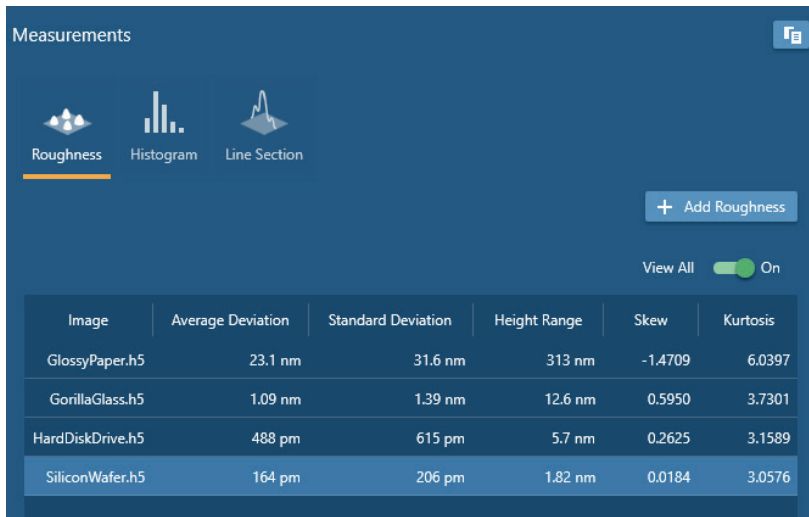 Measurements
Roughness Histogram Line Section
+ Add Roughness
View All On
Image Average Deviation Standard Deviation Height Range Skew Kurtosis
GlossyPaper.h5 23.1 nm 31.6 nm 313 nm -1.4709 6.0397
GorillaGlass.h5 1.09 nm 1.39 nm 12.6 nm 0.5950 3.7301
HardDiskDrive.h5 488 pm 615 pm 5.7 nm 0.2625 3.1589
SiliconWafer.h5 164 pm 206 pm 1.82 nm 0.0184 3.0576